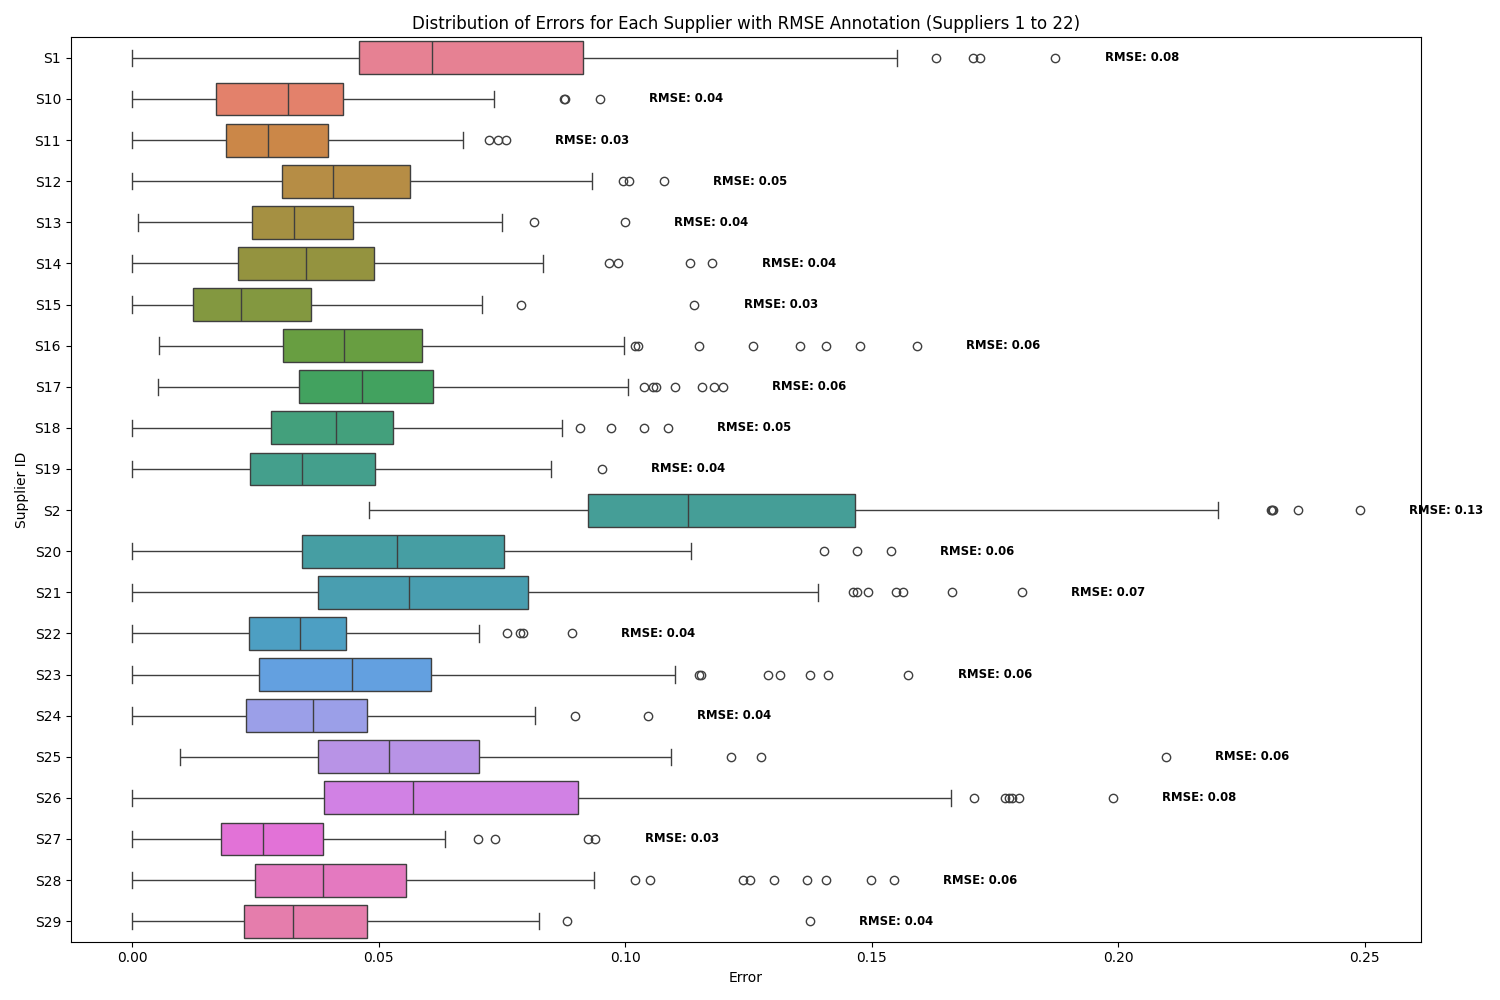 Distribution of Errors for Each Supplier with RMSE Annotation (Suppliers 1 to 22)
Supplier ID
S1 RMSE: 0.08
S10 RMSE: 0.04
S11 RMSE: 0.03
S12 RMSE: 0.05
S13 RMSE: 0.04
S14 RMSE: 0.04
S15 RMSE: 0.03
S16 RMSE: 0.06
S17 RMSE: 0.06
S18 RMSE: 0.05
S19 RMSE: 0.04
S2 RMSE: 0.13
S20 RMSE: 0.06
S21 RMSE: 0.07
S22 RMSE: 0.04
S23 RMSE: 0.06
S24 RMSE: 0.04
S25 RMSE: 0.06
S26 RMSE: 0.08
S27 RMSE: 0.03
S28 RMSE: 0.06
S29 RMSE: 0.04
0.00 0.05 0.10 0.15 0.20 0.25
Error